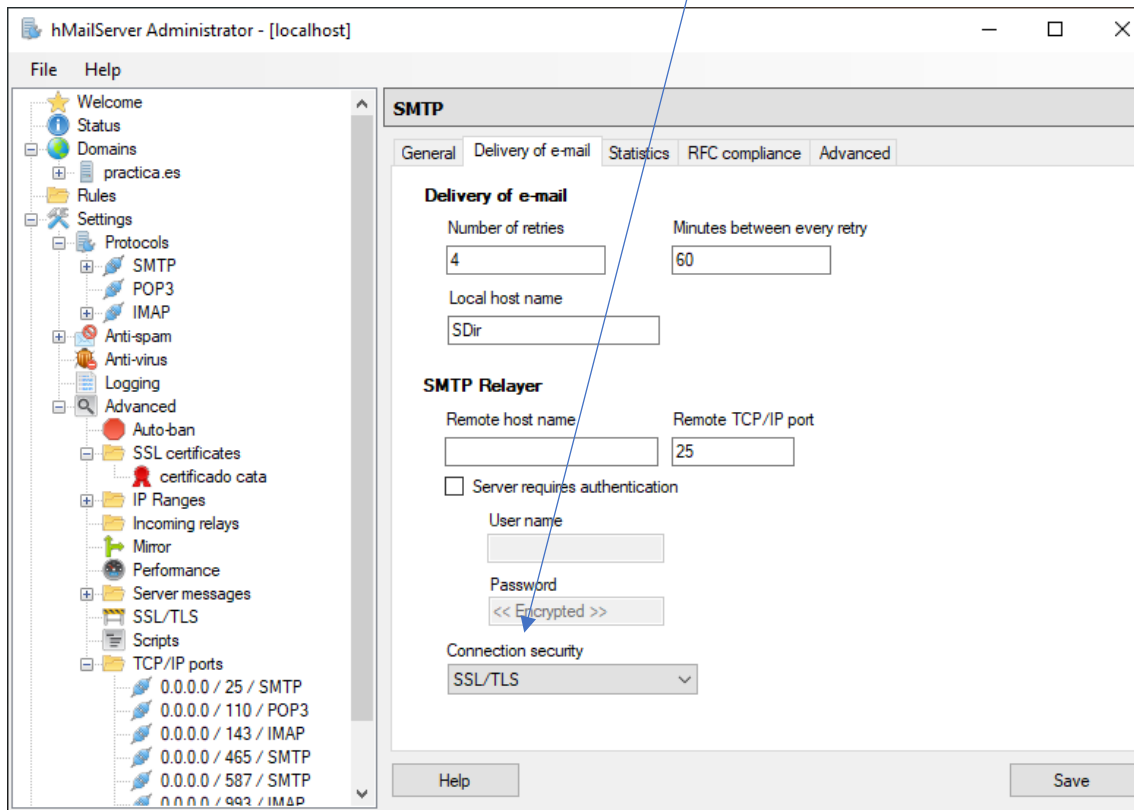 hMailServer Administrator - [localhost]
File Help
Welcome
Status
Domains
practica.es
Rules
Settings
Protocols
SMTP
POP3
IMAP
Anti-spam
Anti-virus
Logging
Advanced
Auto-ban
SSL certificates
certificado cata
IP Ranges
Incoming relays
Mirror
Performance
Server messages
SSL/TLS
Scripts
TCP/IP ports
0.0.0.0 / 25 / SMTP
0.0.0.0 / 110 / POP3
0.0.0.0 / 143 / IMAP
0.0.0.0 / 465 / SMTP
0.0.0.0 / 587 / SMTP
0.0.0.0 / 993 / IMAP
SMTP
General Delivery of e-mail Statistics RFC compliance Advanced
Delivery of e-mail
Number of retries Minutes between every retry
4 60
Local host name
SDir
SMTP Relayer
Remote host name Remote TCP/IP port
25
Server requires authentication
User name
Password
<< Encrypted >>
Connection security
SSL/TLS
Help Save